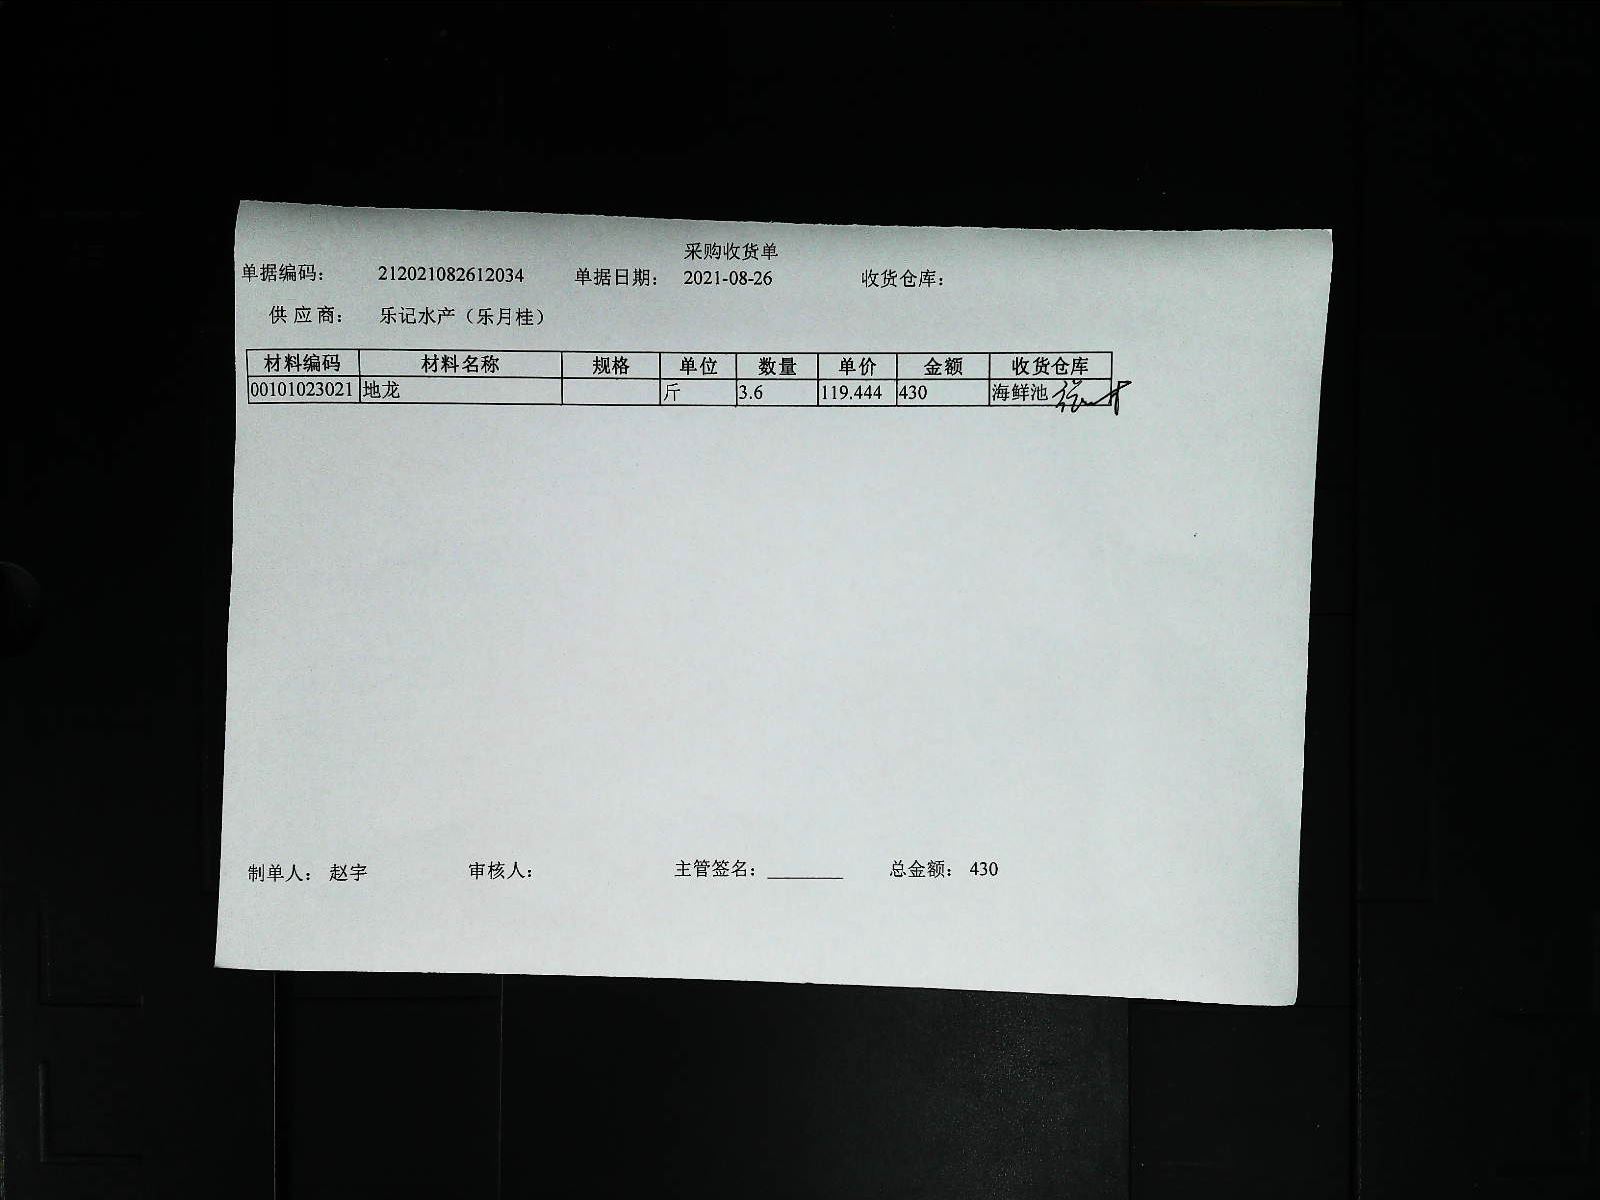 采购收货单
单据编码: 212021082612034 单据日期: 2021-08-26 收货仓库:
供应商: 乐记水产（乐月桂）
材料编码 材料名称 规格 单位 数量 单价 金额 收货仓库
00101023021 地龙 斤 3.6 119.444 430 海鲜池
制单人: 赵宇 审核人: 主管签名: ________ 总金额: 430